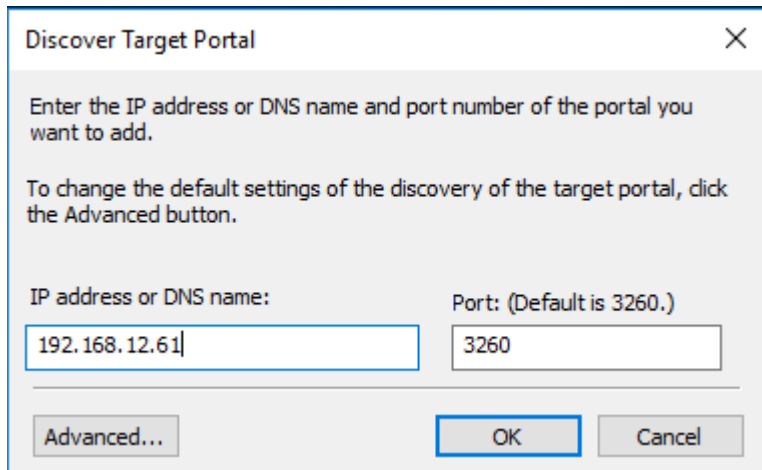 Discover Target Portal
Enter the IP address or DNS name and port number of the portal you
want to add.
To change the default settings of the discovery of the target portal, click
the Advanced button.
IP address or DNS name:
Port: (Default is 3260.)
192.168.12.61
3260
Advanced...
OK
Cancel